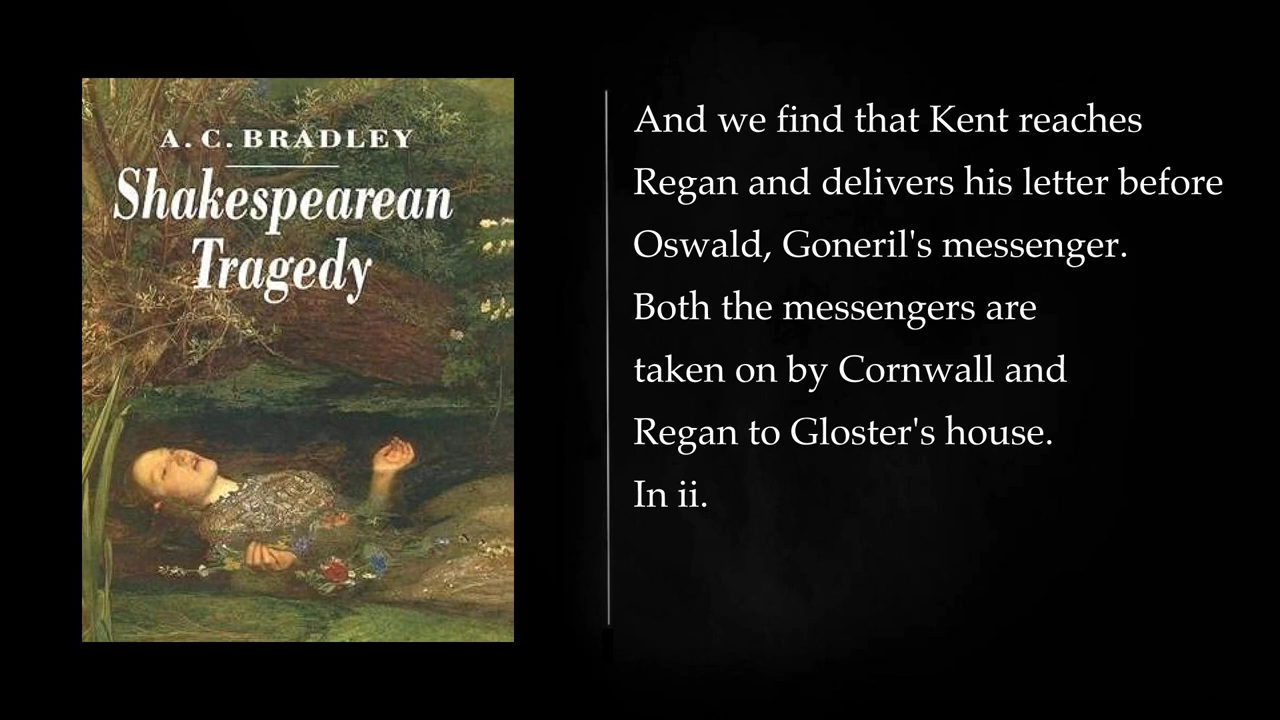 A. C. BRADLEY
Shakespearean
Tragedy
And we find that Kent reaches
Regan and delivers his letter before
Oswald, Goneril's messenger.
Both the messengers are
taken on by Cornwall and
Regan to Gloster's house.
In ii.